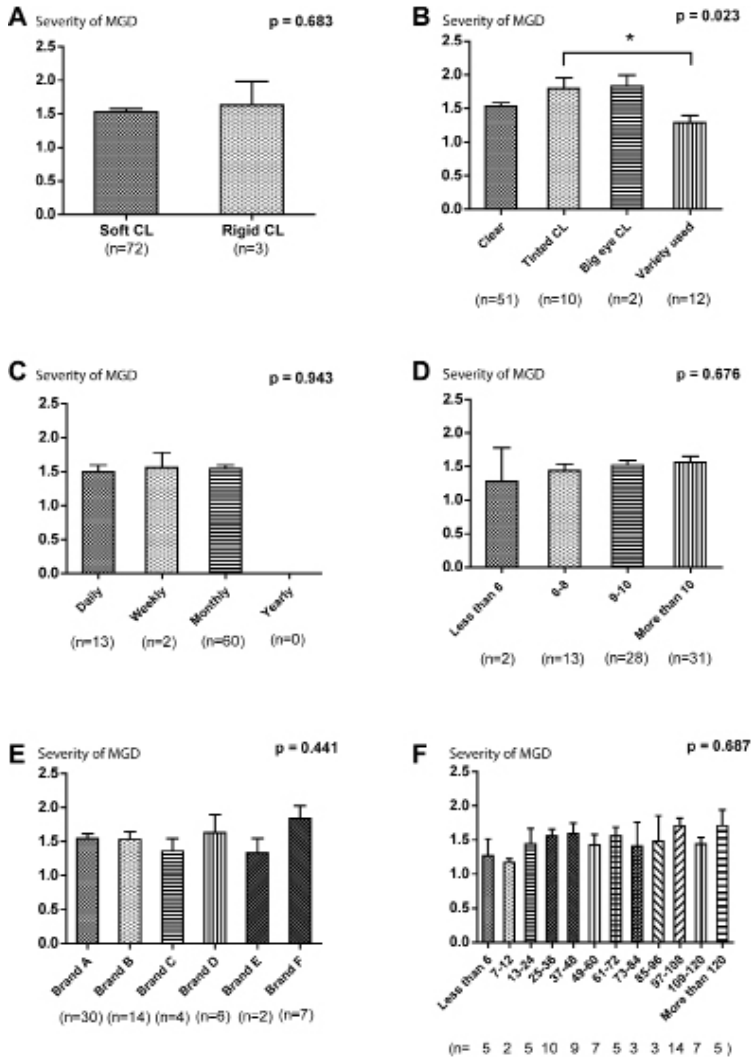 A Severity of MGD p = 0.683
2.5
2.0
1.5
1.0
0.5
0.0
Soft CL Rigid CL
(n=72) (n=3)
B Severity of MGD p = 0.023
*
2.5
2.0
1.5
1.0
0.5
0.0
Clear Tinted CL Big eye CL Variety used
(n=51) (n=10) (n=2) (n=12)
C Severity of MGD p = 0.943
2.5
2.0
1.5
1.0
0.5
0.0
Daily Weekly Monthly Yearly
(n=13) (n=2) (n=60) (n=0)
D Severity of MGD p = 0.676
2.5
2.0
1.5
1.0
0.5
0.0
Less than 6 6-8 9-10 More than 10
(n=2) (n=13) (n=28) (n=31)
E Severity of MGD p = 0.441
2.5
2.0
1.5
1.0
0.5
0.0
Brand A Brand B Brand C Brand D Brand E Brand F
(n=30) (n=14) (n=4) (n=6) (n=2) (n=7)
F Severity of MGD p = 0.687
2.5
2.0
1.5
1.0
0.5
0.0
Less than 6 7-12 13-24 25-36 37-48 49-60 61-72 73-84 85-96 97-108 109-120 More than 120
(n= 5 2 5 10 9 7 5 3 3 14 7 5 )